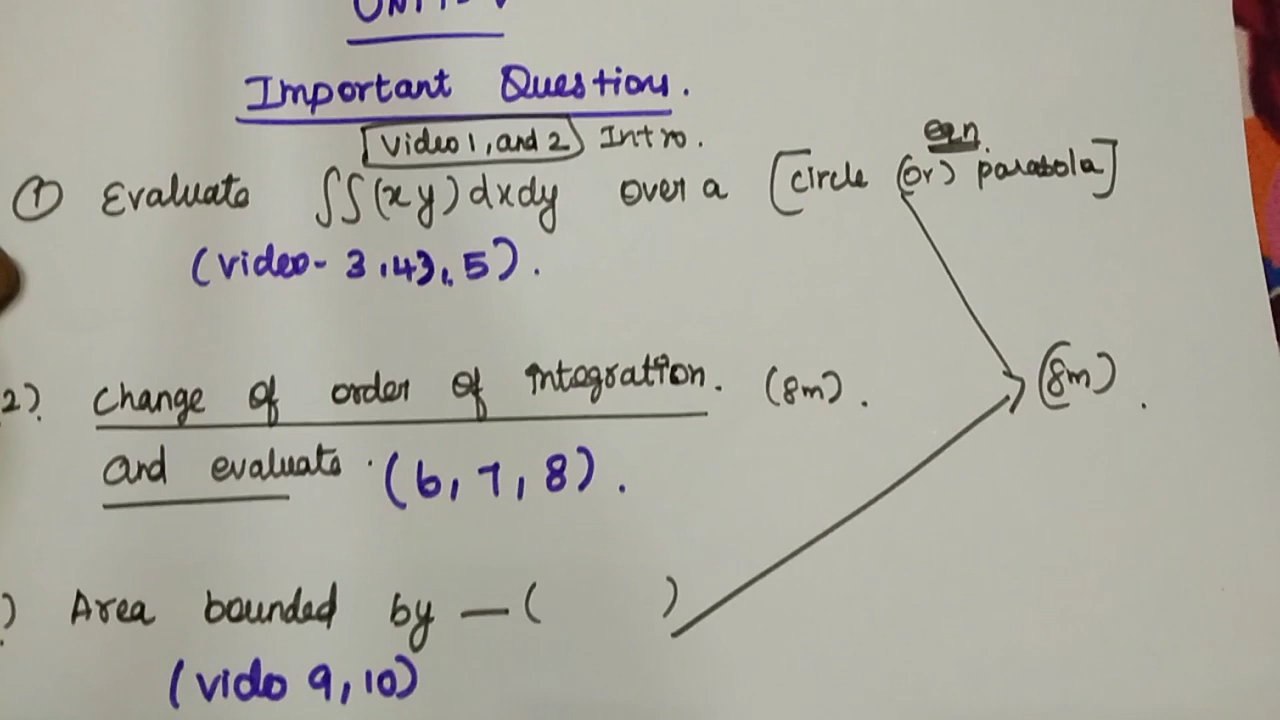 Important Questions.
Video 1, and 2) Intro.
① Evaluate ∫∫(xy) dxdy over a [circle (or) parabola]
eqn.
(video - 3,4,5).
2). Change of order of integration. (8m).
(8m).
and evaluate. (6, 7, 8).
) Area bounded by — ( )
(vido 9, 10)